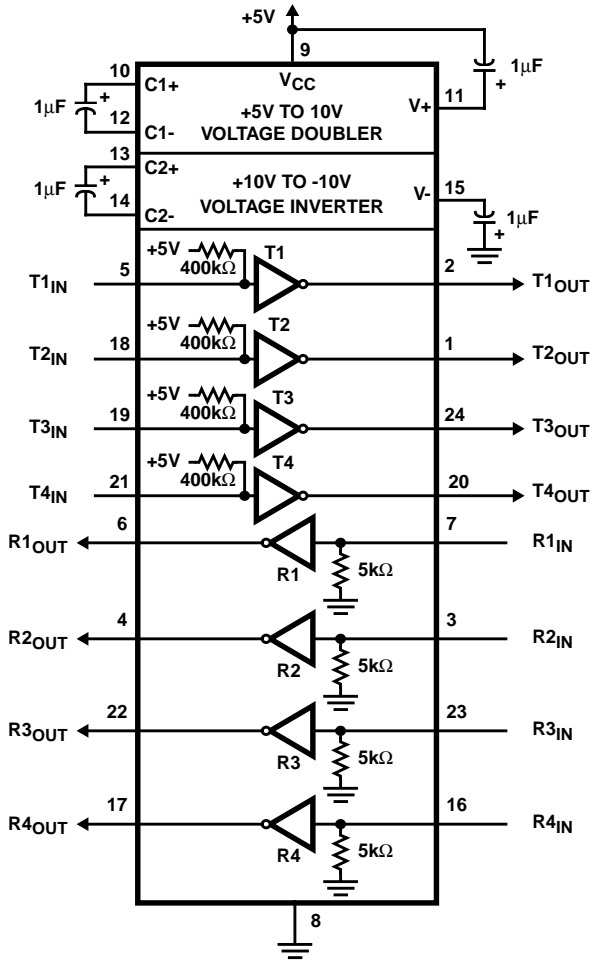 +5V
9
10
C1+
VCC
1µF
+
1µF
+
V+
11
12
C1-
+5V TO 10V
VOLTAGE DOUBLER
13
C2+
1µF
+
+10V TO -10V
VOLTAGE INVERTER
V-
15
14
C2-
1µF
+
+5V
400kΩ
T1
T1IN
5
2
T1OUT
+5V
400kΩ
T2
T2IN
18
1
T2OUT
+5V
400kΩ
T3
T3IN
19
24
T3OUT
+5V
400kΩ
T4
T4IN
21
20
T4OUT
R1OUT
6
7
R1IN
R1
5kΩ
R2OUT
4
3
R2IN
R2
5kΩ
R3OUT
22
23
R3IN
R3
5kΩ
R4OUT
17
16
R4IN
R4
5kΩ
8